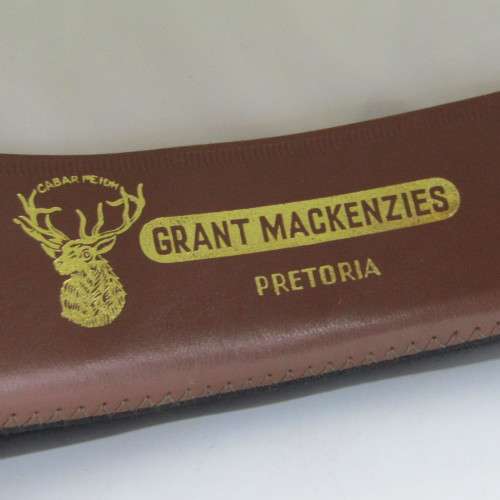 CABAR FEIDH
GRANT MACKENZIES
PRETORIA